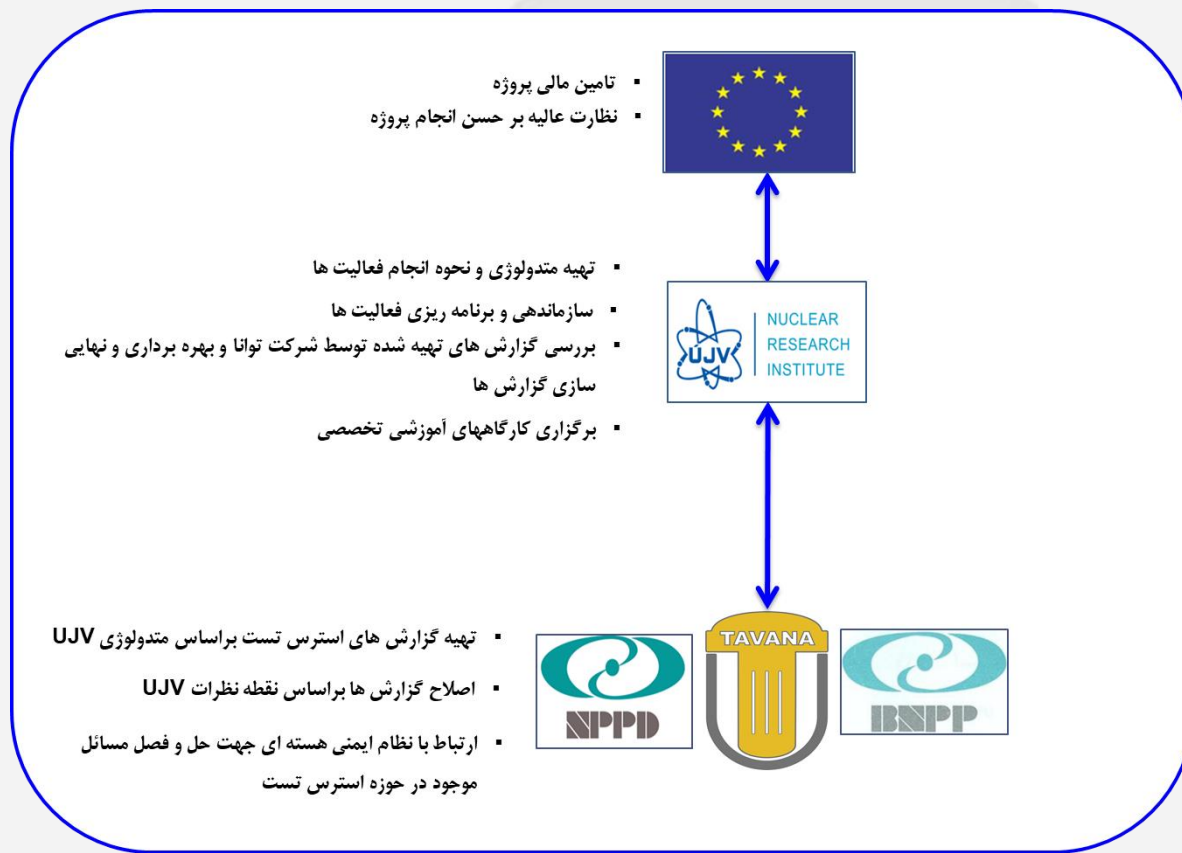 تامین مالی پروژه
نظارت عالیه بر حسن انجام پروژه
تهیه متدولوژی و نحوه انجام فعالیت ها
سازماندهی و برنامه ریزی فعالیت ها
بررسی گزارش های تهیه شده توسط شرکت توانا و بهره برداری و نهایی
سازی گزارش ها
برگزاری کارگاههای آموزشی تخصصی
ÚJV
NUCLEAR
RESEARCH
INSTITUTE
تهیه گزارش های استرس تست براساس متدولوژی UJV
اصلاح گزارش ها براساس نقطه نظرات UJV
ارتباط با نظام ایمنی هسته ای جهت حل و فصل مسائل
موجود در حوزه استرس تست
NPPD
TAVANA
BNPP